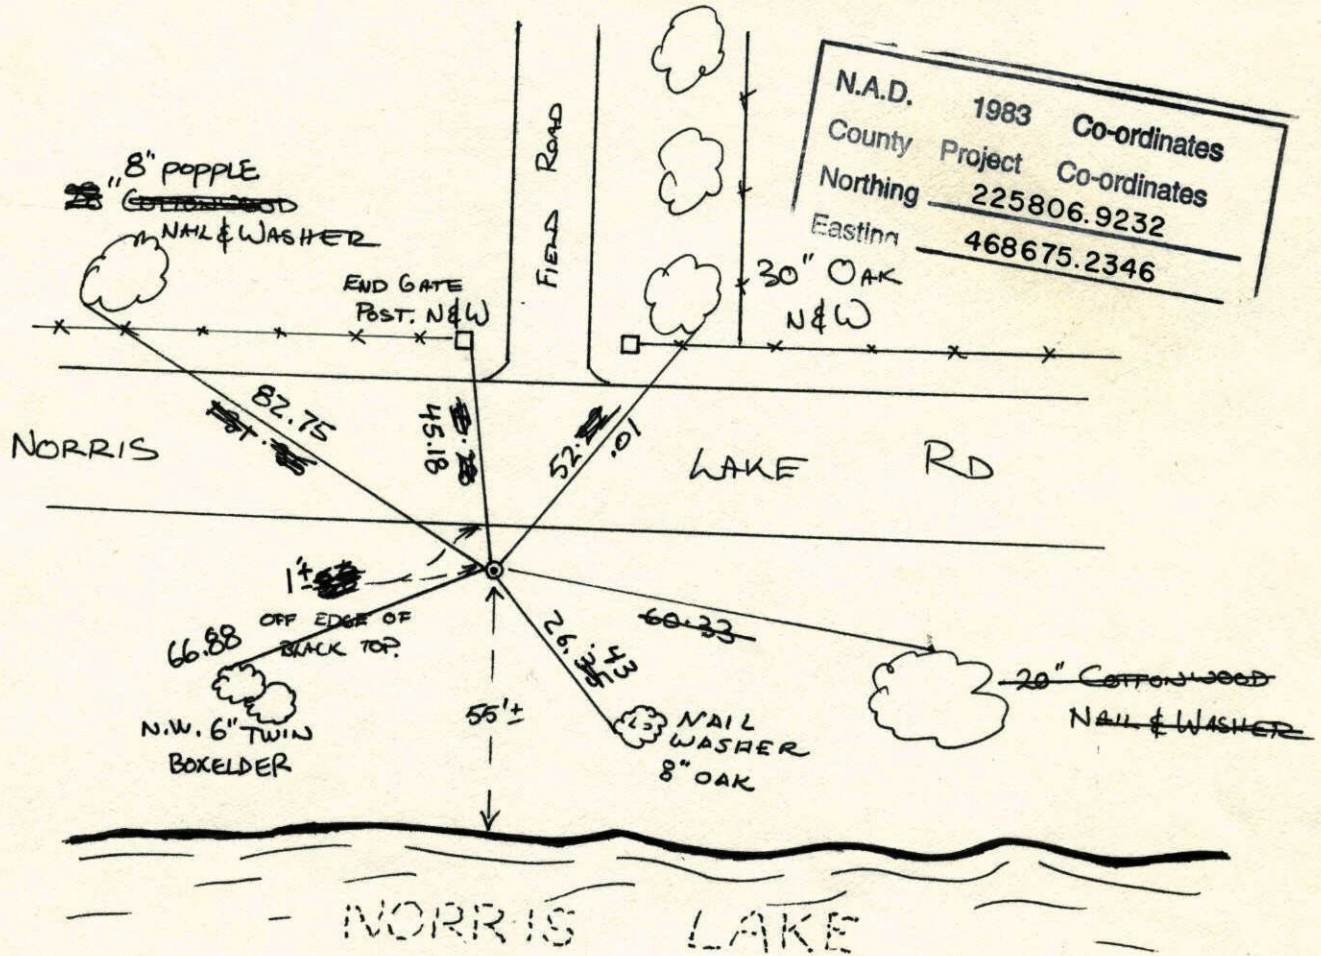 N.A.D. 1983 Co-ordinates
County Project Co-ordinates
Northing 225806.9232
Easting 468675.2346
FIELD ROAD
8" POPPLE
" COTTONWOOD
NAIL & WASHER
END GATE
POST. N&W
30" OAK
N&W
82.75
45.18
52.
.01
NORRIS LAKE RD
1'±
OFF EDGE OF
BLACK TOP.
66.88
N.W. 6" TWIN
BOXELDER
55'±
26.
.43
NAIL
WASHER
8" OAK
60.33
20" COTTONWOOD
NAIL & WASHER
NORRIS LAKE